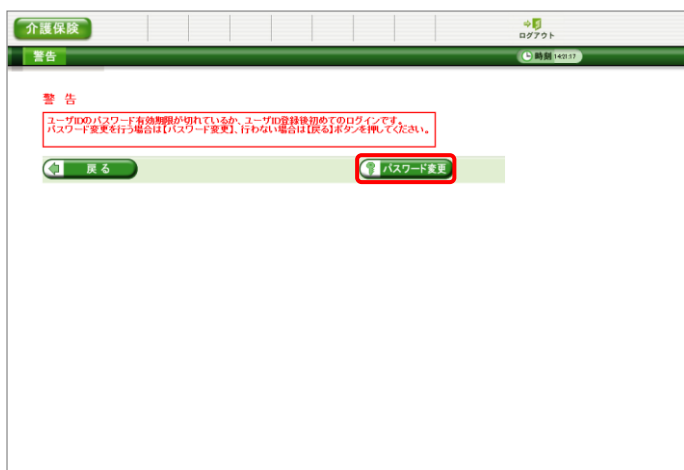 介護保険
ログアウト
警告
時刻 14:21:17
警 告
ユーザIDのパスワード有効期限が切れているか、ユーザID登録後初めてのログインです。
パスワード変更を行う場合は【パスワード変更】、行わない場合は【戻る】ボタンを押してください。
戻る
パスワード変更